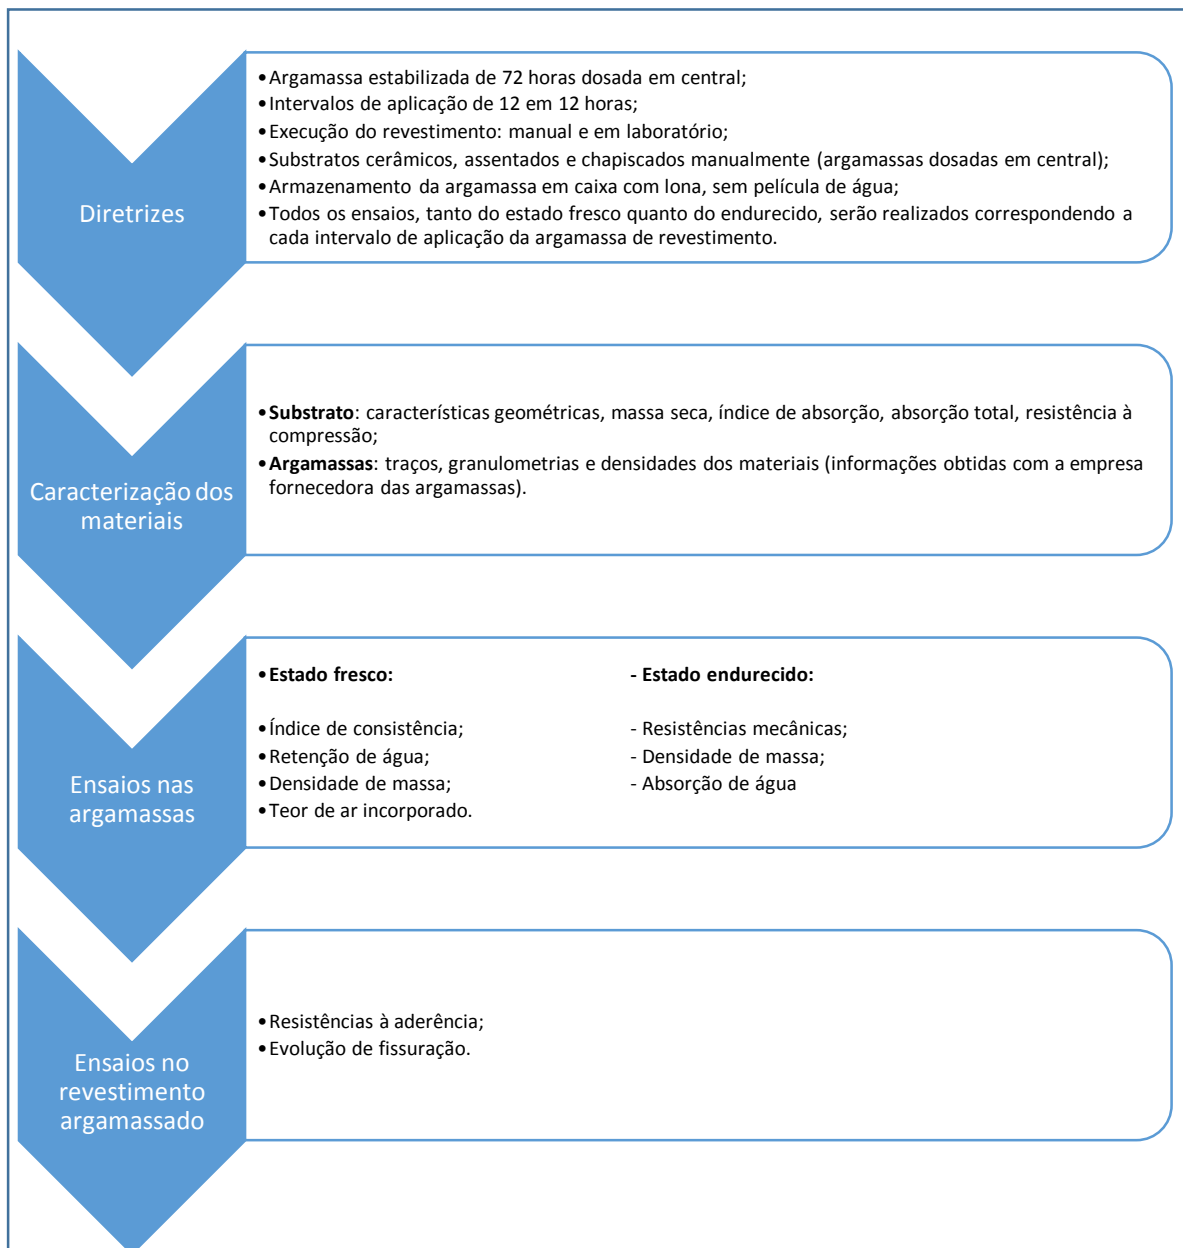 Diretrizes
•Argamassa estabilizada de 72 horas dosada em central;
•Intervalos de aplicação de 12 em 12 horas;
•Execução do revestimento: manual e em laboratório;
•Substratos cerâmicos, assentados e chapiscados manualmente (argamassas dosadas em central);
•Armazenamento da argamassa em caixa com lona, sem película de água;
•Todos os ensaios, tanto do estado fresco quanto do endurecido, serão realizados correspondendo a
cada intervalo de aplicação da argamassa de revestimento.
Caracterização dos
materiais
•Substrato: características geométricas, massa seca, índice de absorção, absorção total, resistência à
compressão;
•Argamassas: traços, granulometrias e densidades dos materiais (informações obtidas com a empresa
fornecedora das argamassas).
Ensaios nas
argamassas
•Estado fresco: - Estado endurecido:
•Índice de consistência; - Resistências mecânicas;
•Retenção de água; - Densidade de massa;
•Densidade de massa; - Absorção de água
•Teor de ar incorporado.
Ensaios no
revestimento
argamassado
•Resistências à aderência;
•Evolução de fissuração.